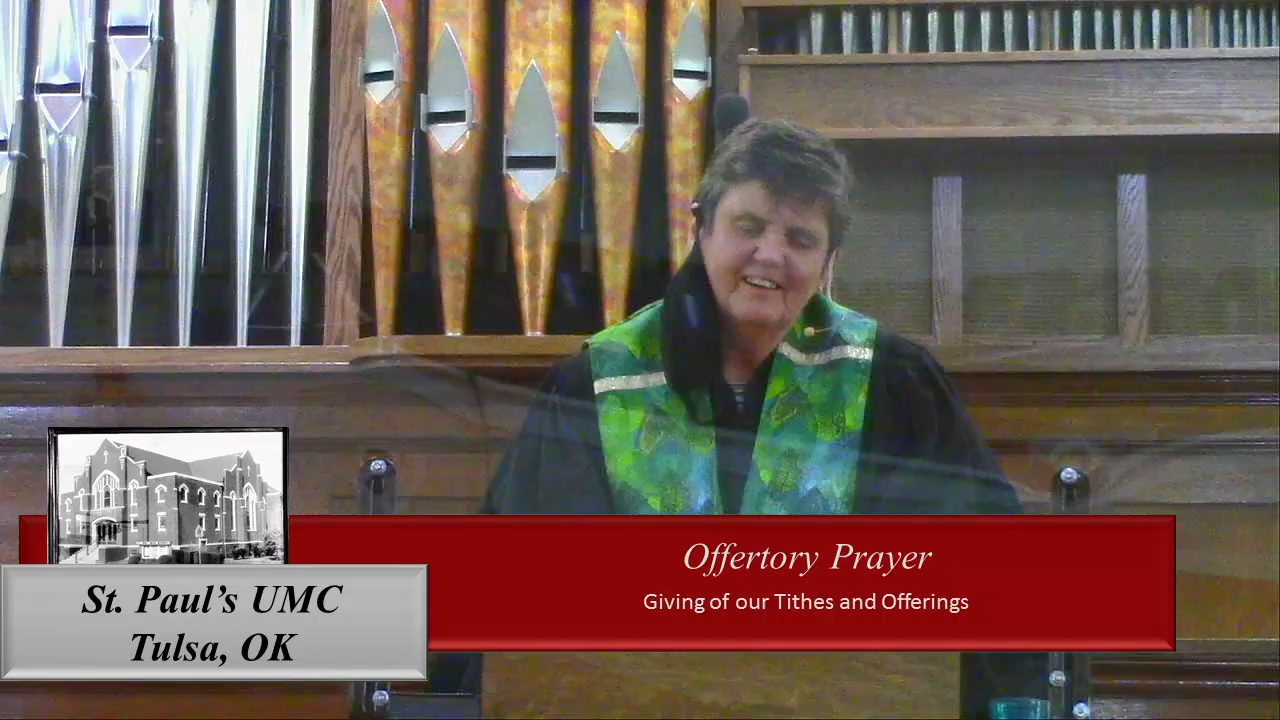 Offertory Prayer
Giving of our Tithes and Offerings
St. Paul's UMC
Tulsa, OK